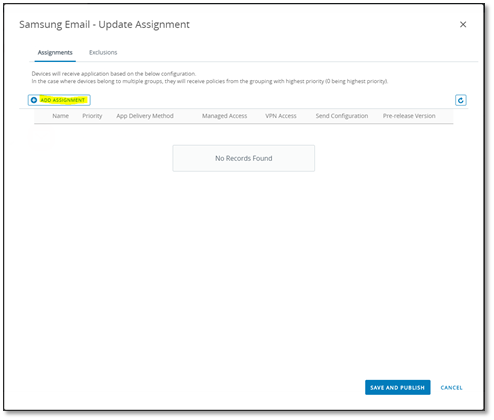 Samsung Email - Update Assignment
Assignments Exclusions
Devices will receive application based on the below configuration.
In the case where devices belong to multiple groups, they will receive policies from the grouping with highest priority (0 being highest priority).
ADD ASSIGNMENT
Name Priority App Delivery Method Managed Access VPN Access Send Configuration Pre-release Version
No Records Found
SAVE AND PUBLISH CANCEL